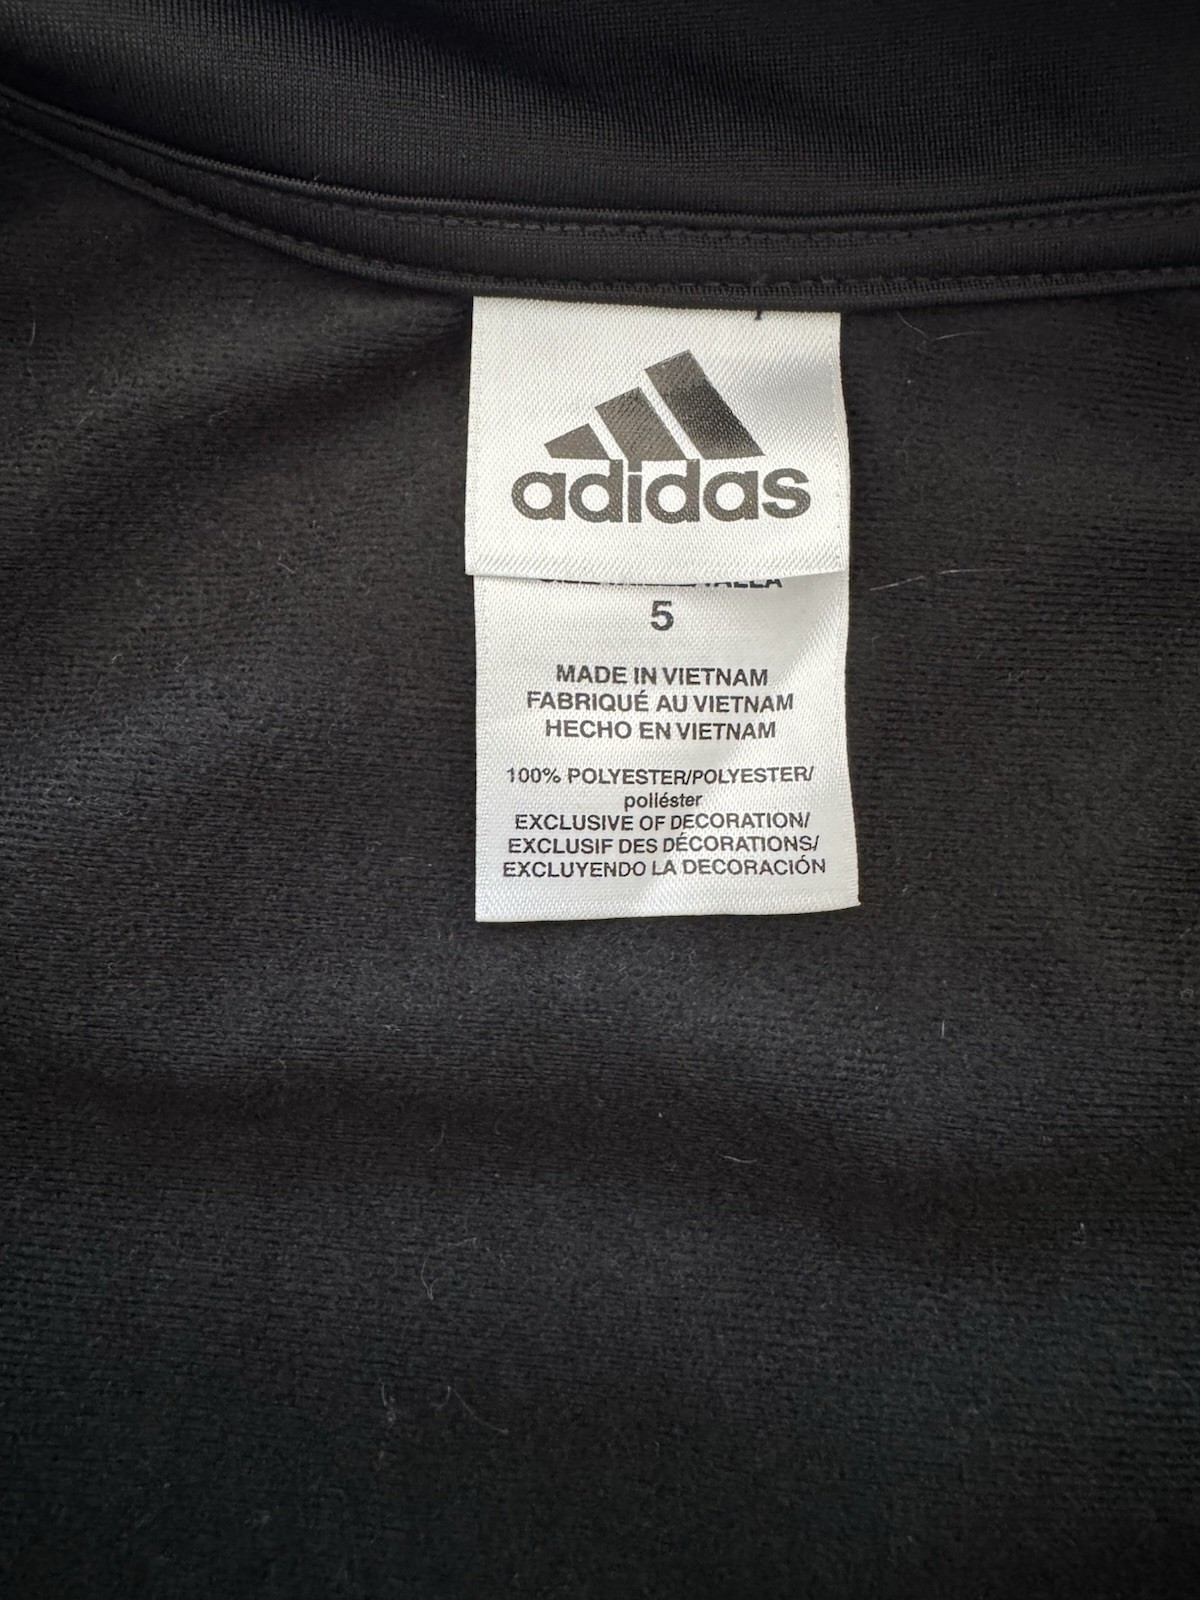 adidas
5
MADE IN VIETNAM
FABRIQUÉ AU VIETNAM
HECHO EN VIETNAM
100% POLYESTER/POLYESTER/
poliéster
EXCLUSIVE OF DECORATION/
EXCLUSIF DES DÉCORATIONS/
EXCLUYENDO LA DECORACIÓN